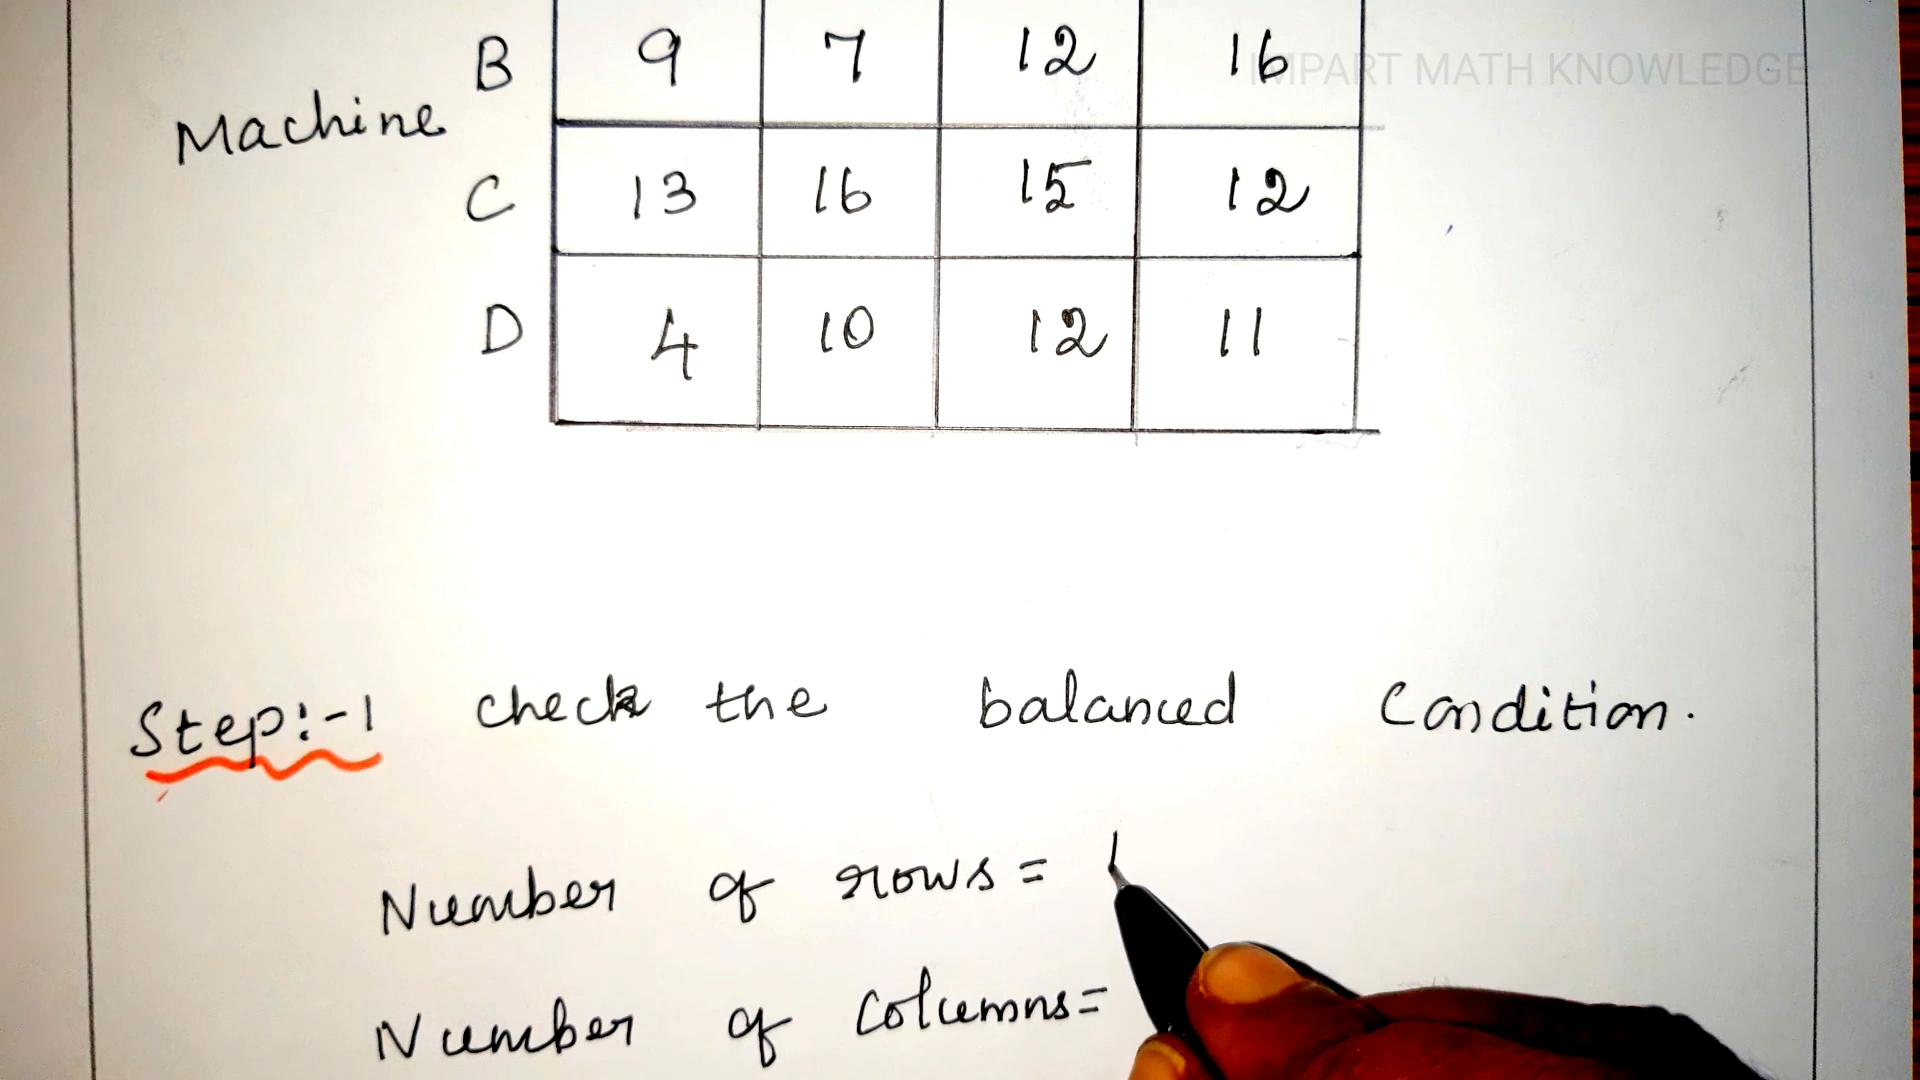 B 9 7 12 16
IMPART MATH KNOWLEDGE
Machine
C 13 16 15 12
D 4 10 12 11
Step:-1 check the balanced Condition.
Number of rows =
Number of Columns =